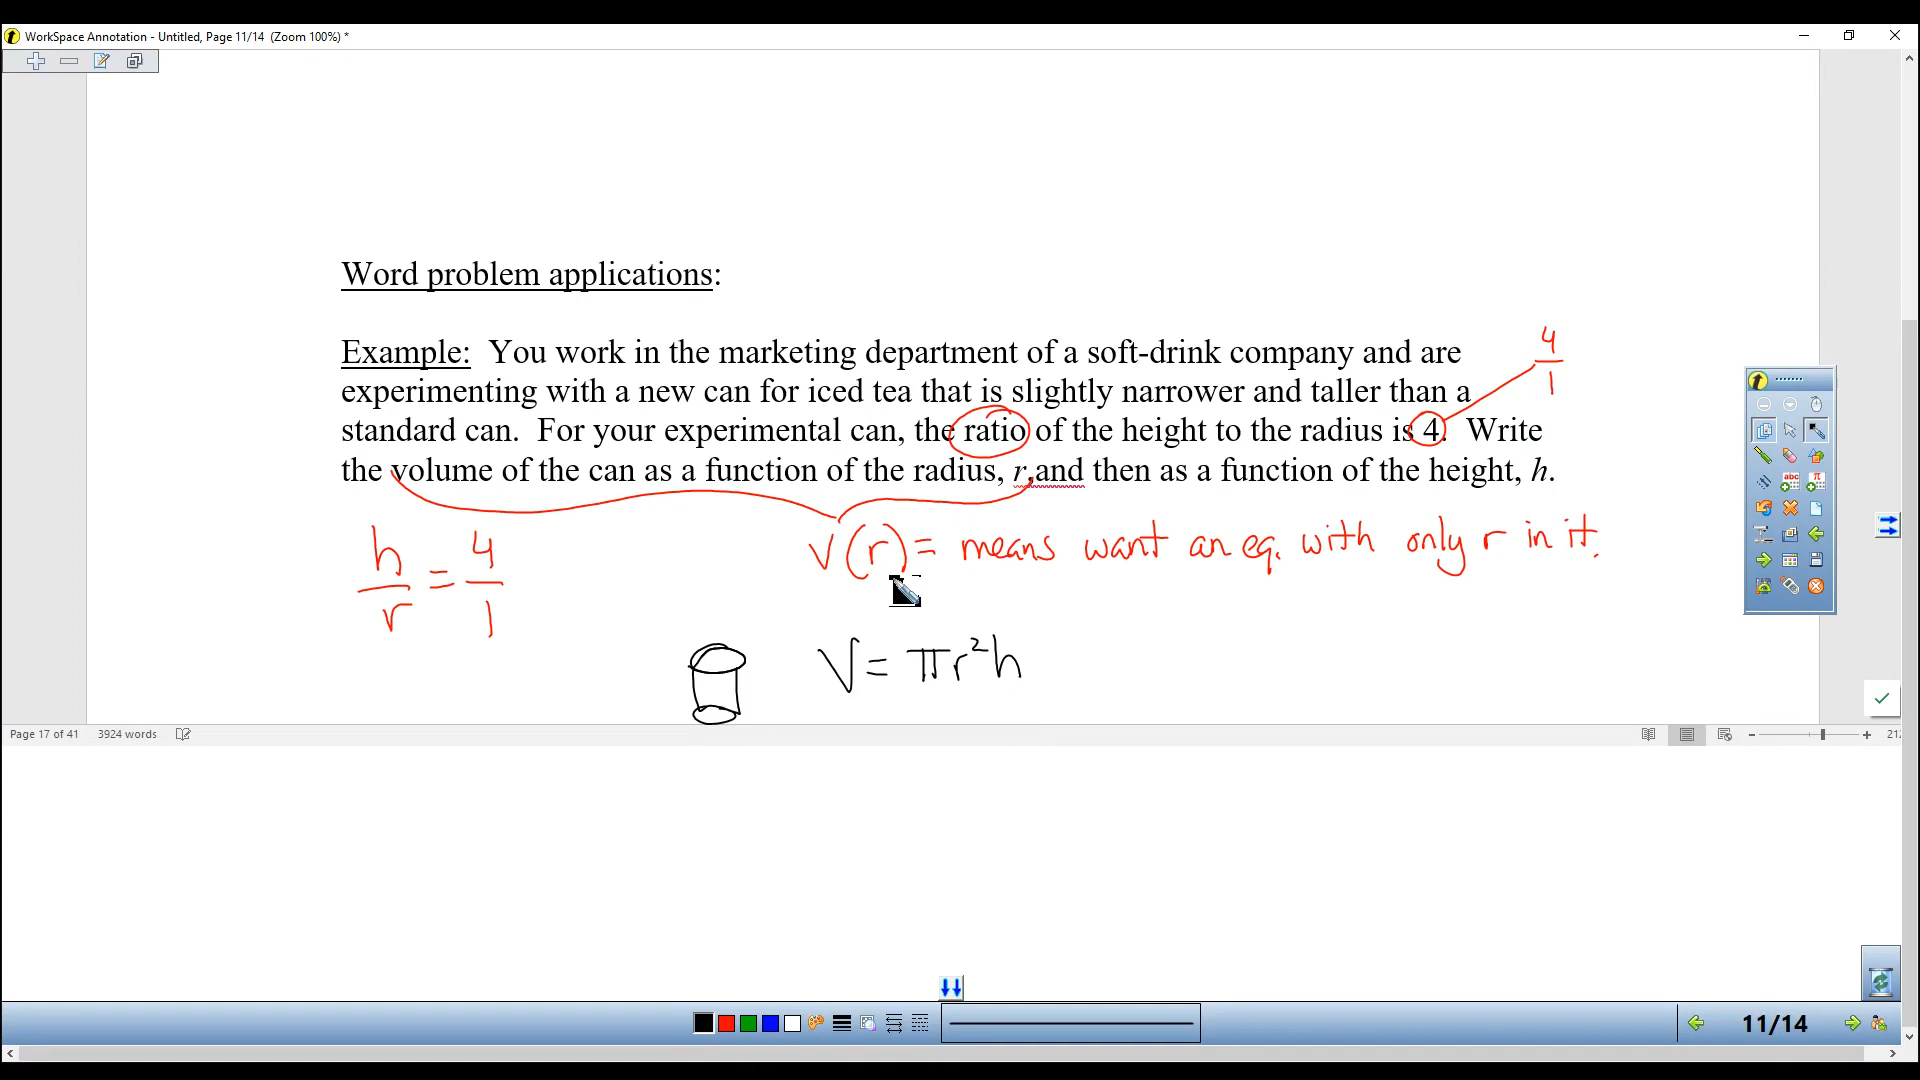 WorkSpace Annotation - Untitled, Page 11/14 (Zoom 100%) *
Word problem applications:
4
1
Example: You work in the marketing department of a soft-drink company and are
experimenting with a new can for iced tea that is slightly narrower and taller than a
standard can. For your experimental can, the ratio of the height to the radius is 4. Write
the volume of the can as a function of the radius, r,and then as a function of the height, h.
h/r = 4/1
V(r) = means want an eq. with only r in it.
V = πr²h
abc
π
Page 17 of 41 3924 words
212
11/14